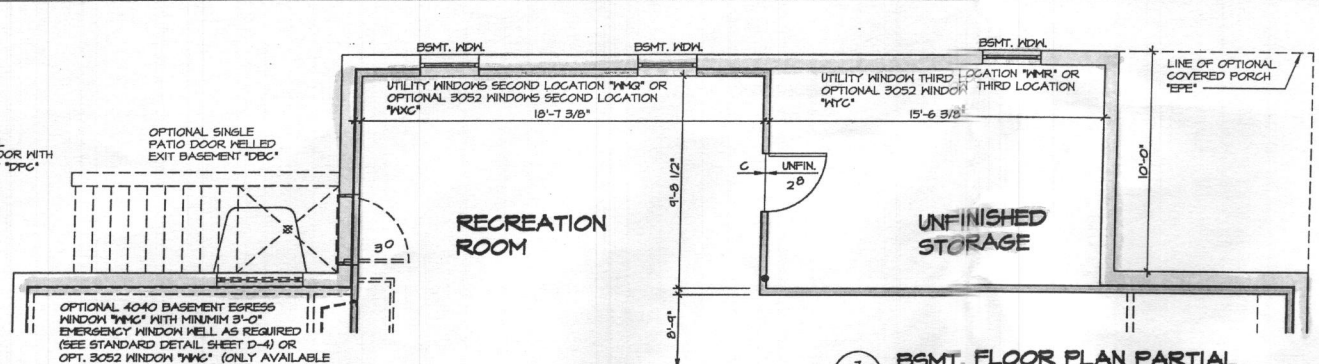 BSMT. WDW.
BSMT. WDW.
BSMT. WDW.
UTILITY WINDOWS SECOND LOCATION "WMQ" OR
OPTIONAL 3052 WINDOWS SECOND LOCATION
"WXC"
18'-7 3/8"
UTILITY WINDOW THIRD LOCATION "WMR" OR
OPTIONAL 3052 WINDOW THIRD LOCATION
"WYC"
15'-6 3/8"
LINE OF OPTIONAL
COVERED PORCH
"EPE"
OPTIONAL SINGLE
PATIO DOOR WELLED
EXIT BASEMENT "DBC"
OOR WITH
"DPC"
C
UNFIN.
2⁸
9'-8 1/2"
10'-0"
RECREATION
ROOM
UNFINISHED
STORAGE
3⁰
OPTIONAL 4040 BASEMENT EGRESS
WINDOW "WMC" WITH MINUMIM 3'-0"
EMERGENCY WINDOW WELL AS REQUIRED
(SEE STANDARD DETAIL SHEET D-4) OR
OPT. 3052 WINDOW "WWC" (ONLY AVAILABLE
8'-9"
BSMT. FLOOR PLAN PARTIAL